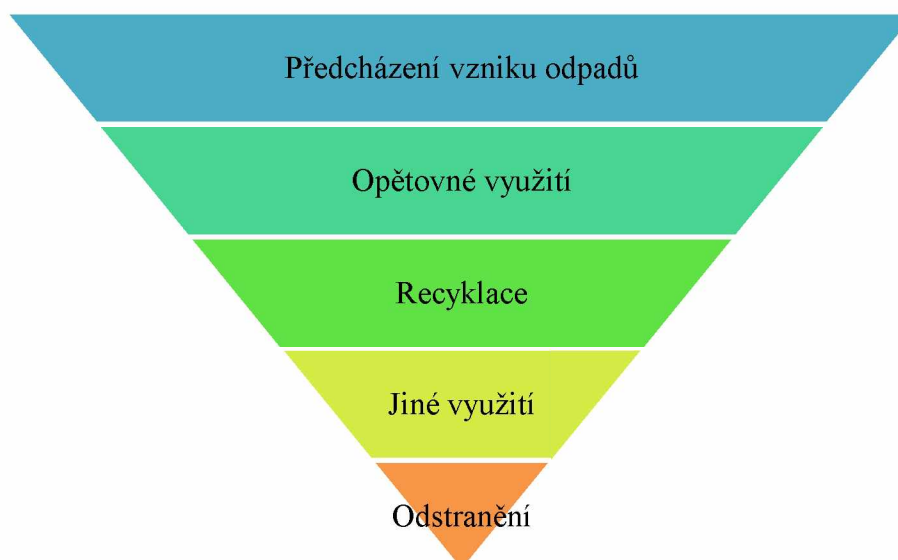 Předcházení vzniku odpadů
Opětovné využití
Recyklace
Jiné využití
Odstranění